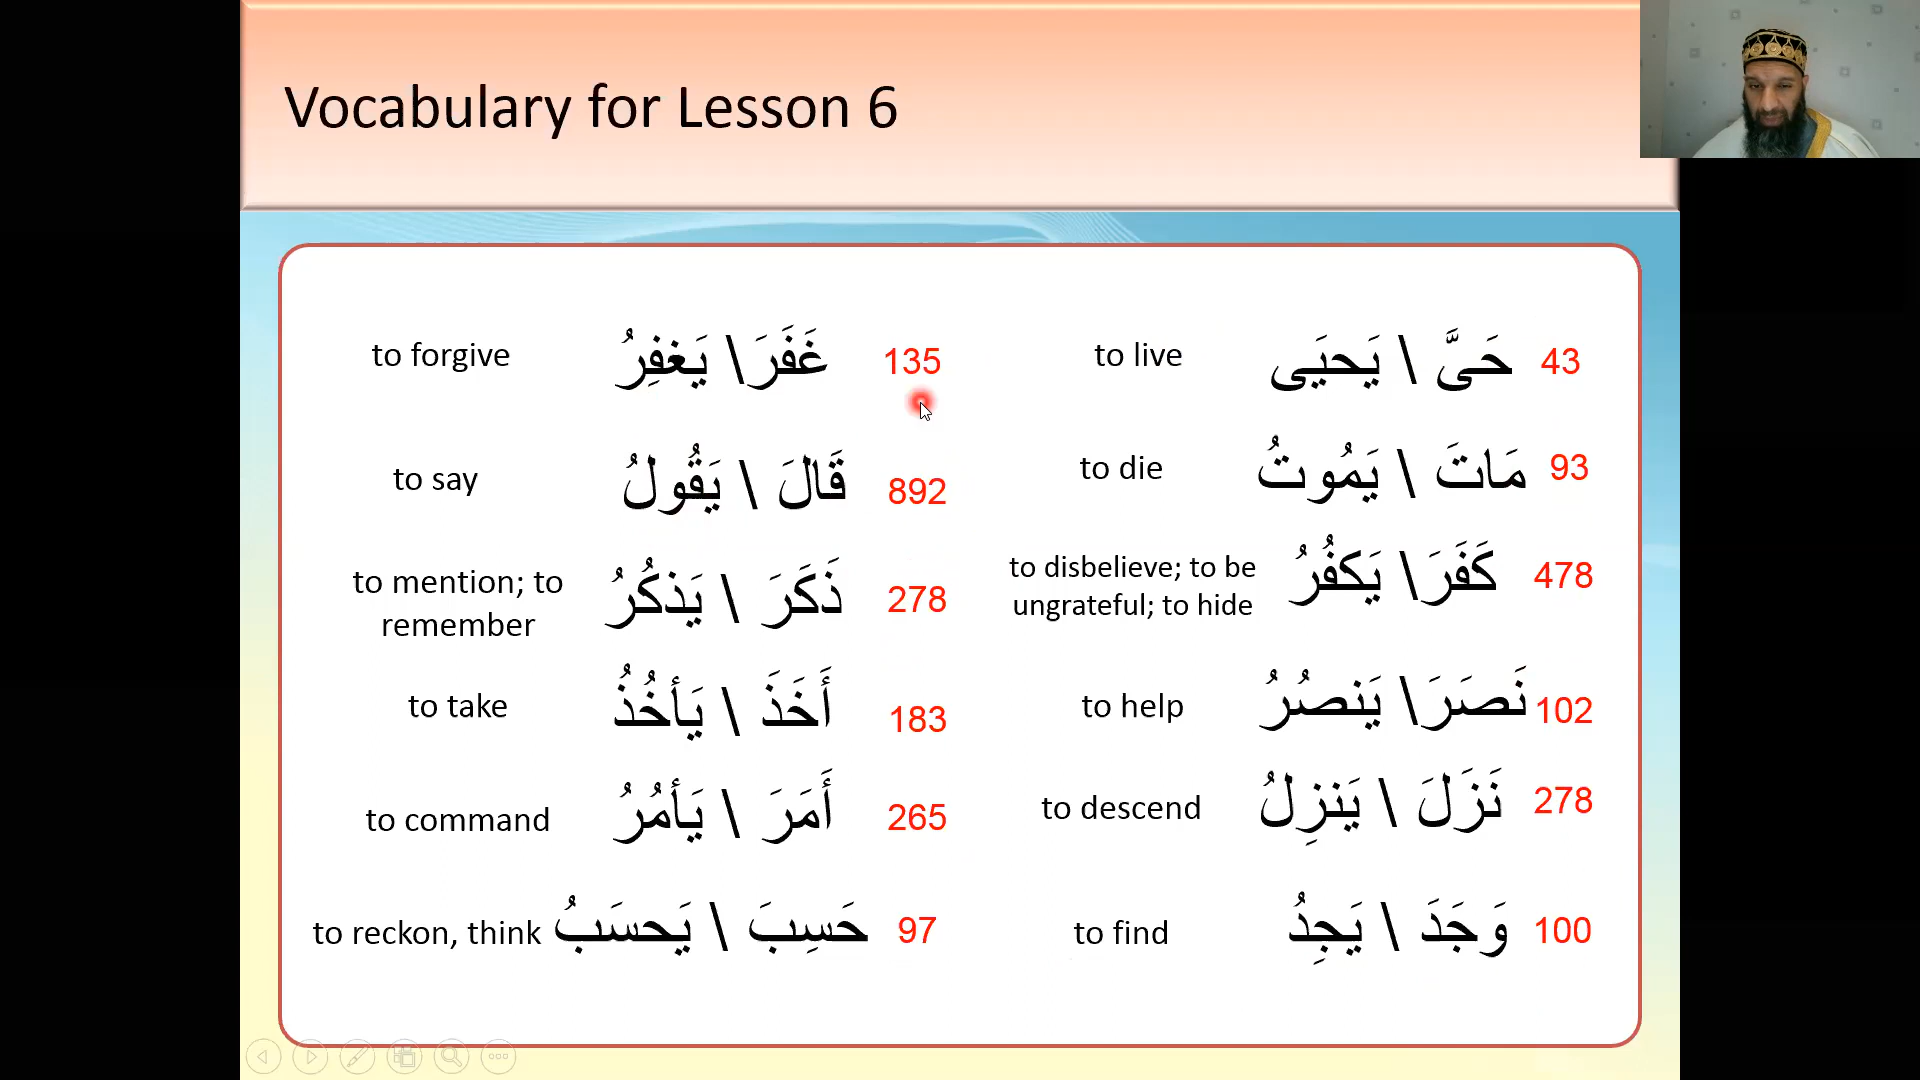 Vocabulary for Lesson 6
to forgive غَفَرَ \ يَغفِرُ 135
to live حَىَّ \ يَحيَى 43
to say قَالَ \ يَقُولُ 892
to die مَاتَ \ يَمُوتُ 93
to mention; to
remember ذَكَرَ \ يَذكُرُ 278
to disbelieve; to be
ungrateful; to hide كَفَرَ \ يَكفُرُ 478
to take أَخَذَ \ يَأخُذُ 183
to help نَصَرَ \ يَنصُرُ 102
to command أَمَرَ \ يَأمُرُ 265
to descend نَزَلَ \ يَنزِلُ 278
to reckon, think حَسِبَ \ يَحسَبُ 97
to find وَجَدَ \ يَجِدُ 100